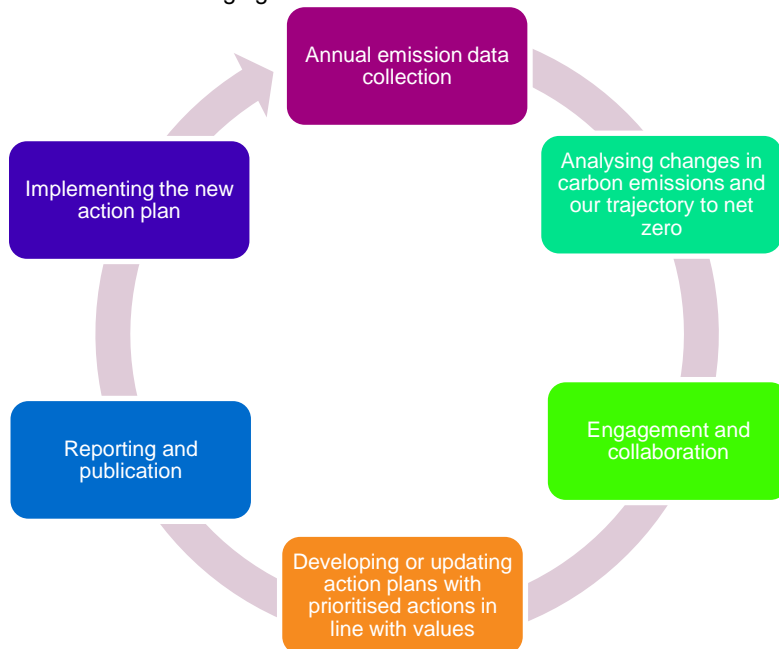 Annual emission data
collection
Analysing changes in
carbon emissions and
our trajectory to net
zero
Engagement and
collaboration
Developing or updating
action plans with
prioritised actions in
line with values
Reporting and
publication
Implementing the new
action plan